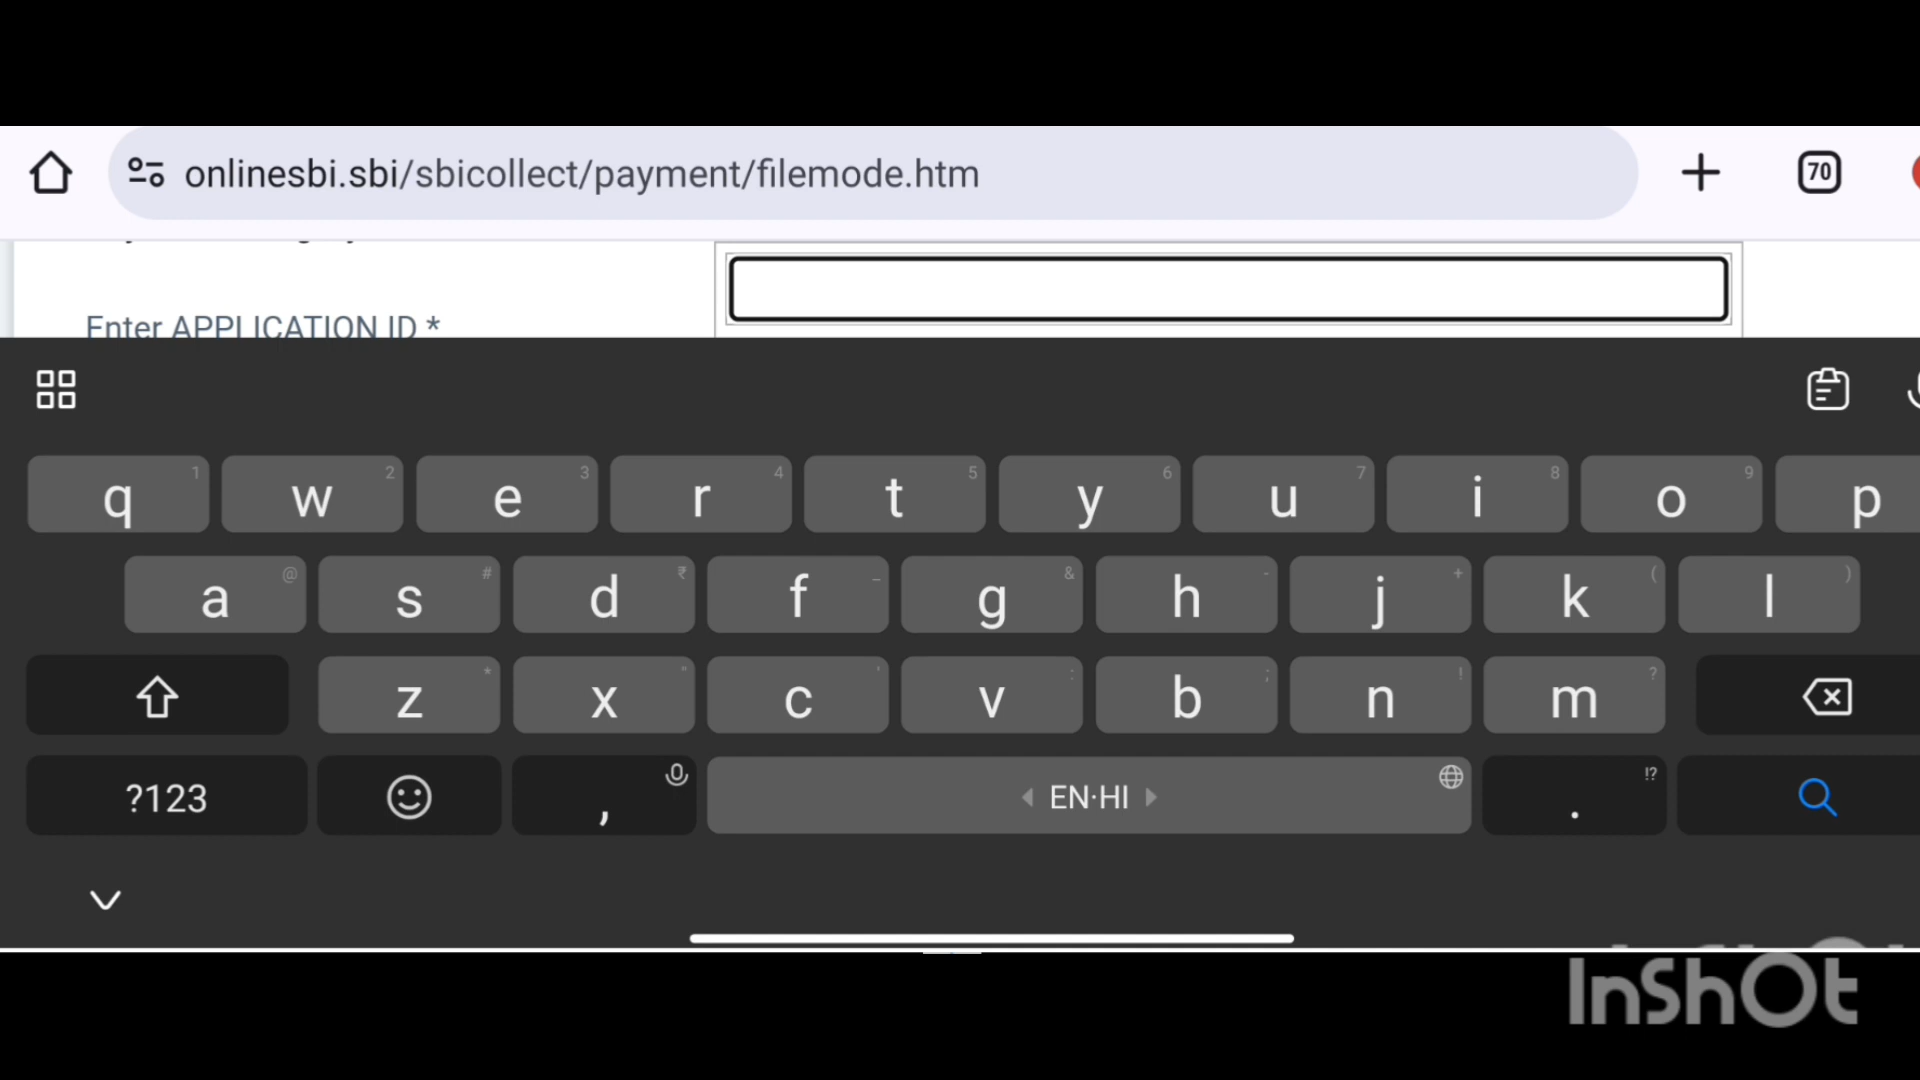 onlinesbi.sbi/sbicollect/payment/filemode.htm
70
Enter APPLICATION ID *
q 1 w 2 e 3 r 4 t 5 y 6 u 7 i 8 o 9 p
a @ s # d ₹ f _ g & h - j + k ( l )
z * x " c ' v : b ; n ! m ?
?123 , EN·HI . !?
InShOt